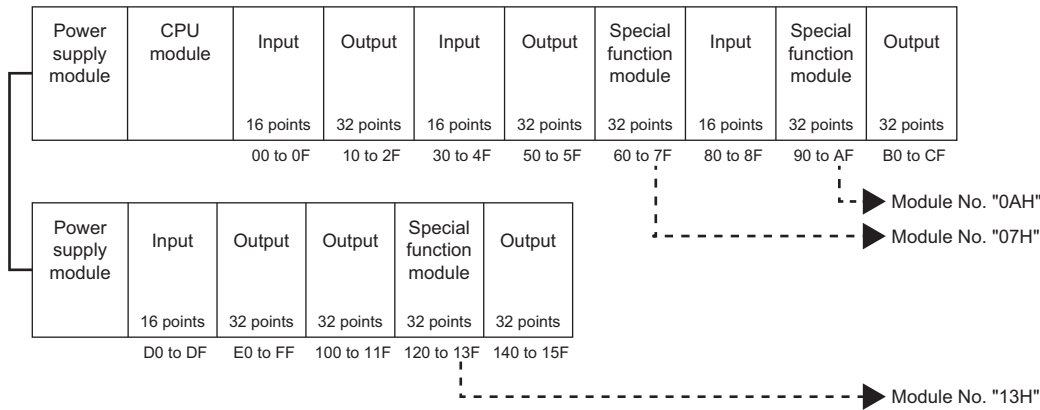 Power supply module
CPU module
Input
Output
Input
Output
Special function module
Input
Special function module
Output
16 points
32 points
16 points
32 points
32 points
16 points
32 points
32 points
00 to 0F
10 to 2F
30 to 4F
50 to 5F
60 to 7F
80 to 8F
90 to AF
B0 to CF
Module No. "0AH"
Module No. "07H"
Power supply module
Input
Output
Output
Special function module
Output
16 points
32 points
32 points
32 points
32 points
D0 to DF
E0 to FF
100 to 11F
120 to 13F
140 to 15F
Module No. "13H"